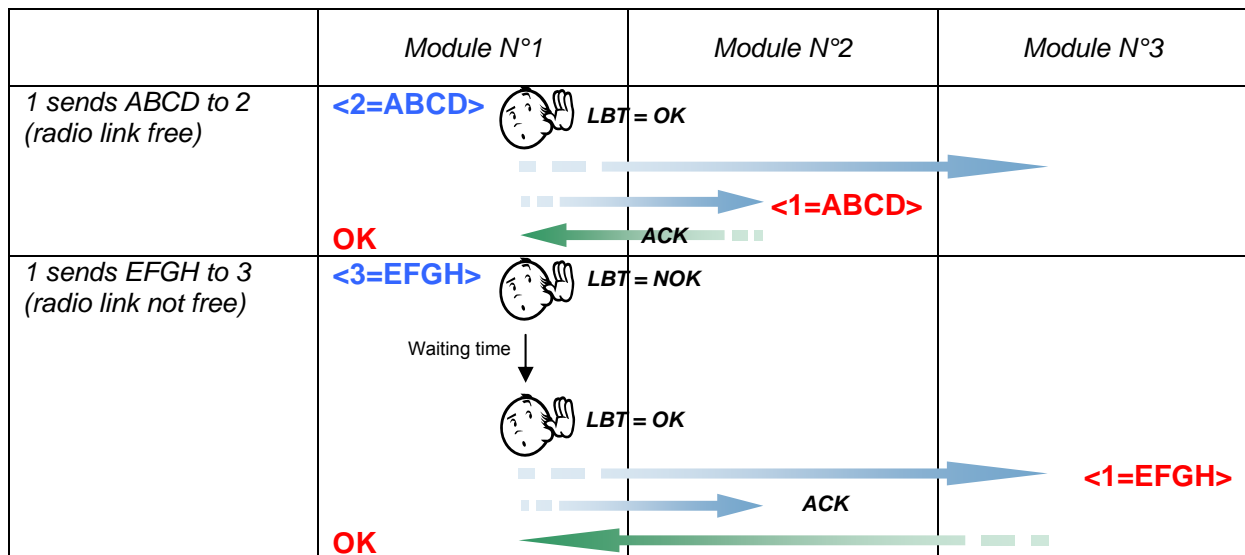 Module N°1
Module N°2
Module N°3
1 sends ABCD to 2
(radio link free)
<2=ABCD>
LBT = OK
<1=ABCD>
OK
ACK
1 sends EFGH to 3
(radio link not free)
<3=EFGH>
LBT = NOK
Waiting time
LBT = OK
<1=EFGH>
ACK
OK